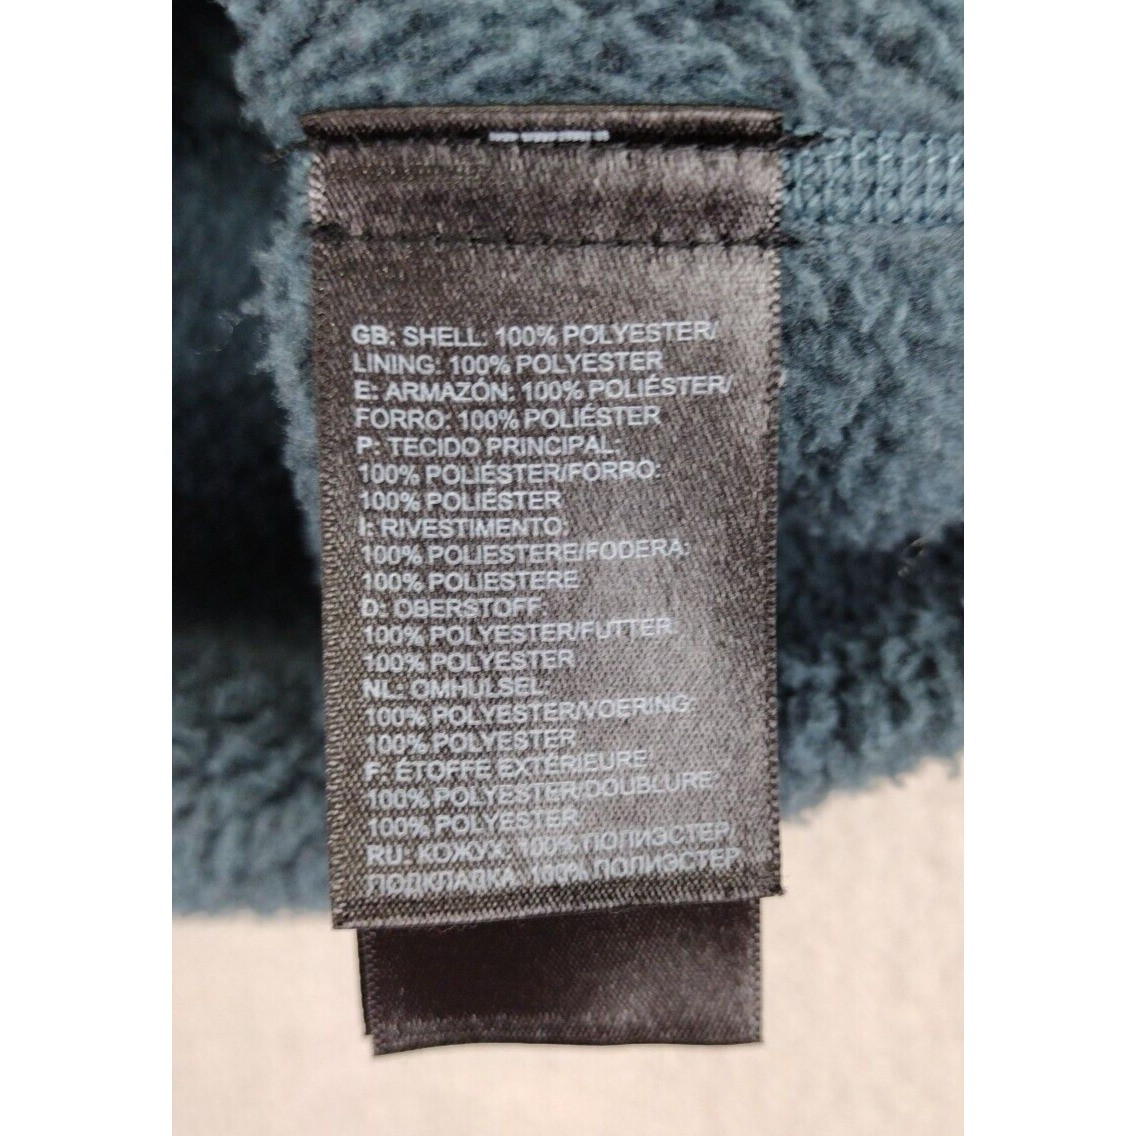 GB: SHELL: 100% POLYESTER/
LINING: 100% POLYESTER
E: ARMAZÓN: 100% POLIÉSTER/
FORRO: 100% POLIÉSTER
P: TECIDO PRINCIPAL:
100% POLIÉSTER/FORRO:
100% POLIÉSTER
I: RIVESTIMENTO:
100% POLIESTERE/FODERA:
100% POLIESTERE
D: OBERSTOFF:
100% POLYESTER/FUTTER:
100% POLYESTER
NL: OMHULSEL:
100% POLYESTER/VOERING:
100% POLYESTER
F: ÉTOFFE EXTÉRIEURE
100% POLYESTER/DOUBLURE:
100% POLYESTER
RU: КОЖУХ: 100% ПОЛИЭСТЕР/
ПОДКЛАДКА: 100% ПОЛИЭСТЕР